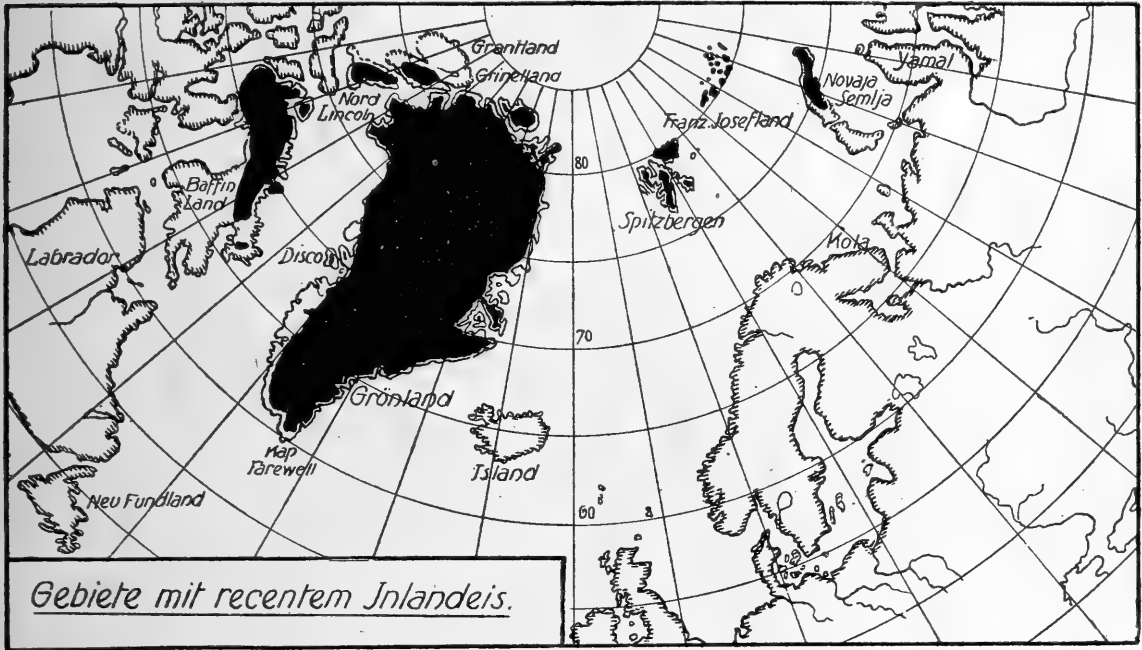 Grantland
Grinelland
Nord
Lincoln
Yamal
Novaja
Semlja
Franz Josefland
80
Baffin
Land
Spitzbergen
Labrador
Disco
Kola
70
Grönland
Kap
Farewell
Island
Neu Fundland
60
Gebiete mit recentem Jnlandeis.